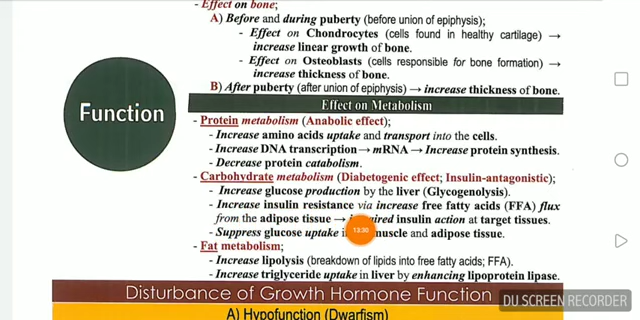 - Effect on bone;
A) Before and during puberty (before union of epiphysis);
- Effect on Chondrocytes (cells found in healthy cartilage) →
increase linear growth of bone.
- Effect on Osteoblasts (cells responsible for bone formation) →
increase thickness of bone.
B) After puberty (after union of epiphysis) → increase thickness of bone.
Function
Effect on Metabolism
- Protein metabolism (Anabolic effect);
- Increase amino acids uptake and transport into the cells.
- Increase DNA transcription → mRNA → Increase protein synthesis.
- Decrease protein catabolism.
- Carbohydrate metabolism (Diabetogenic effect; Insulin-antagonistic);
- Increase glucose production by the liver (Glycogenolysis).
- Increase insulin resistance via increase free fatty acids (FFA) flux
from the adipose tissue → insulin action at target tissues.
- Suppress glucose uptake muscle and adipose tissue.
13:30
- Fat metabolism;
- Increase lipolysis (breakdown of lipids into free fatty acids; FFA).
- Increase triglyceride uptake in liver by enhancing lipoprotein lipase.
Disturbance of Growth Hormone Function
DU SCREEN RECORDER
A) Hypofunction (Dwarfism)